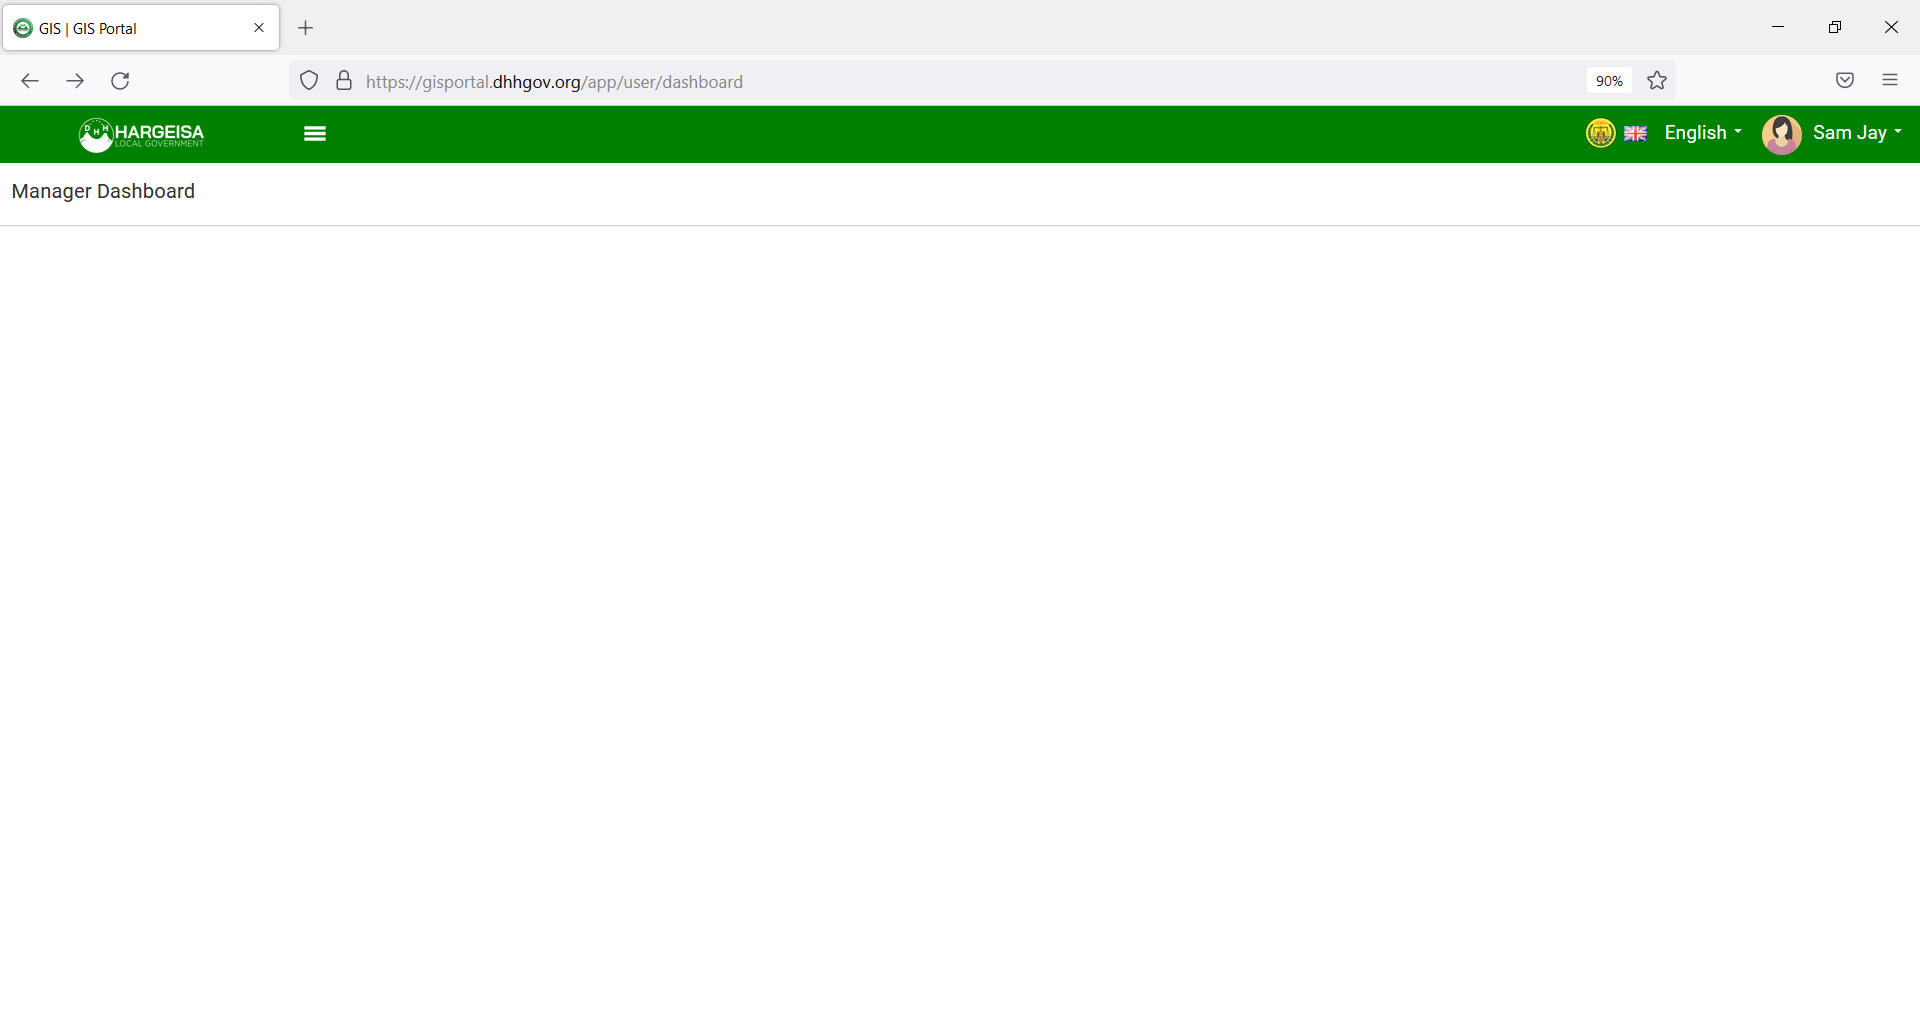 GIS | GIS Portal
https://gisportal.dhhgov.org/app/user/dashboard
90%
DHH
HARGEISA
LOCAL GOVERNMENT
English
Sam Jay
Manager Dashboard